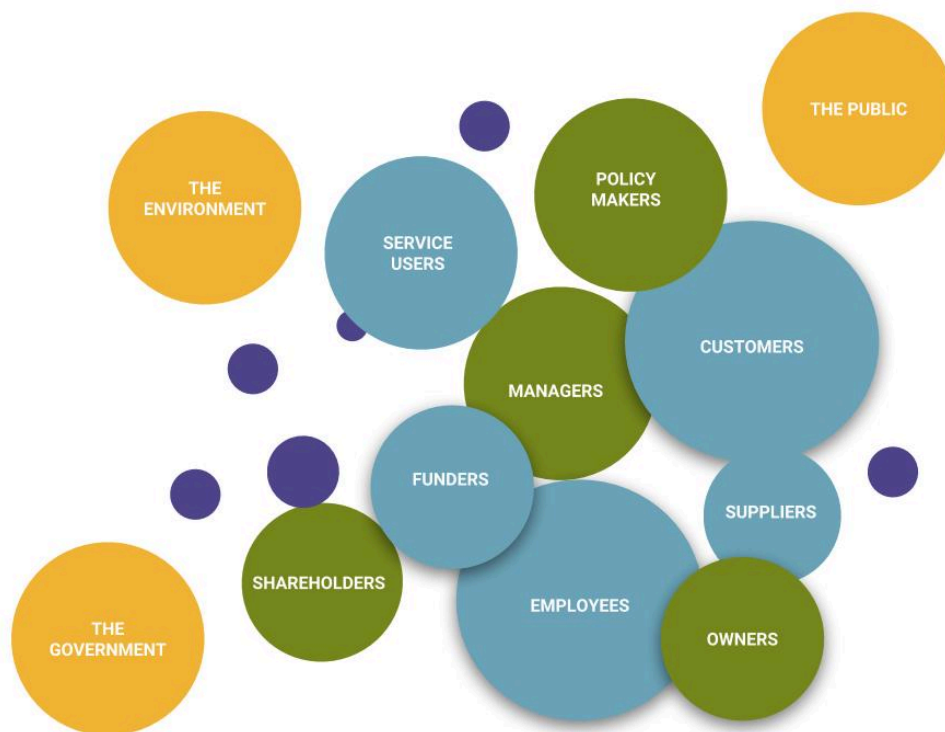 THE PUBLIC
POLICY
MAKERS
THE
ENVIRONMENT
SERVICE
USERS
CUSTOMERS
MANAGERS
FUNDERS
SUPPLIERS
SHAREHOLDERS
EMPLOYEES
THE
GOVERNMENT
OWNERS